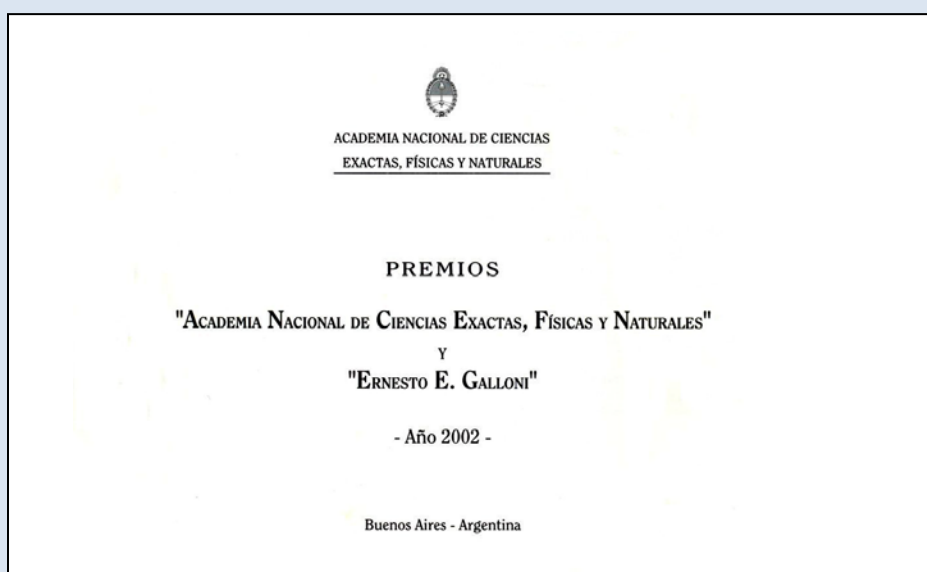 ACADEMIA NACIONAL DE CIENCIAS
EXACTAS, FÍSICAS Y NATURALES
PREMIOS
"ACADEMIA NACIONAL DE CIENCIAS EXACTAS, FÍSICAS Y NATURALES"
Y
"ERNESTO E. GALLONI"
- Año 2002 -
Buenos Aires - Argentina